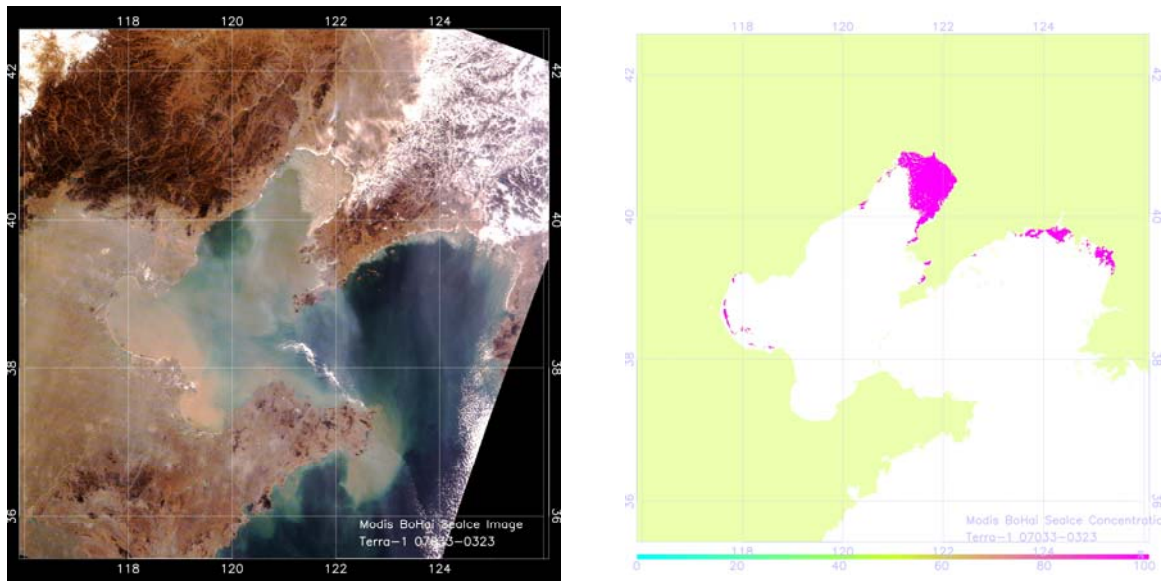 118 120 122 124
42 42
40 40
38 38
36 36
Modis BoHai SeaIce Image
Terra-1 07033-0323
118 120 122 124
118 120 122 124
42 42
40 40
38 38
36 36
Modis BoHai SeaIce Concentratio
Terra-1 07033-0323
118 120 122 124
0 20 40 60 80 100